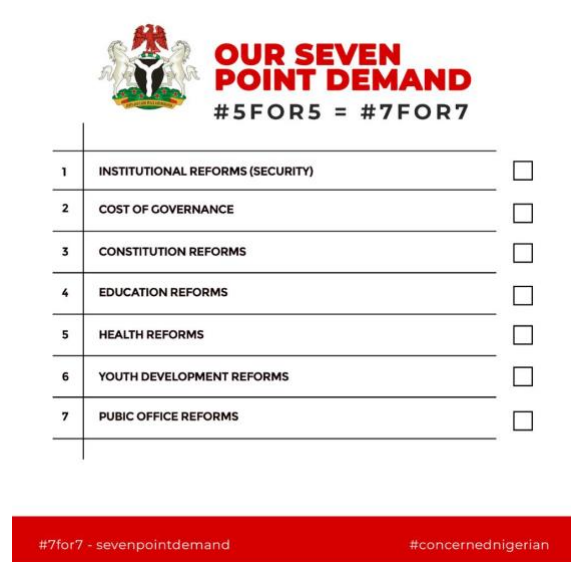 OUR SEVEN
POINT DEMAND
#5FOR5 = #7FOR7
1 INSTITUTIONAL REFORMS (SECURITY)
2 COST OF GOVERNANCE
3 CONSTITUTION REFORMS
4 EDUCATION REFORMS
5 HEALTH REFORMS
6 YOUTH DEVELOPMENT REFORMS
7 PUBIC OFFICE REFORMS
#7for7 - sevenpointdemand #concernednigerian